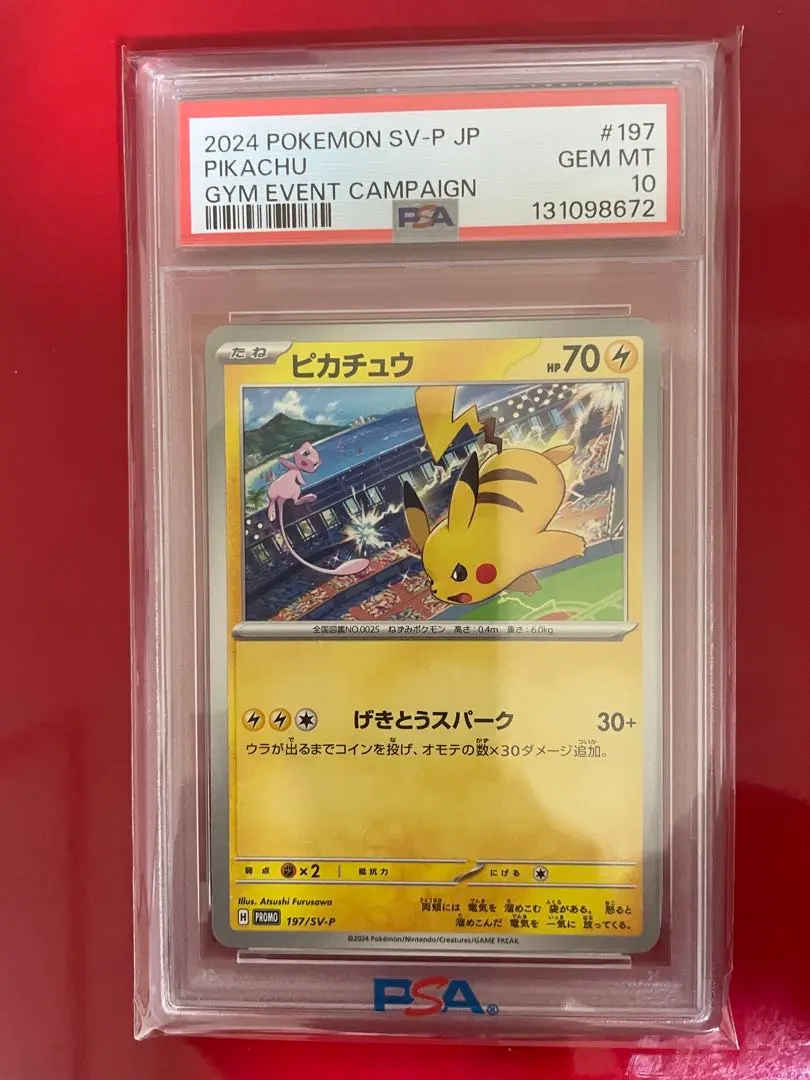 2024 POKEMON SV-P JP #197
PIKACHU GEM MT
GYM EVENT CAMPAIGN 10
PSA 131098672
たね ピカチュウ HP70
全国図鑑NO.0025 ねずみポケモン 高さ:0.4m 重さ:6.0kg
げきとうスパーク 30+
ウラが出るまでコインを投げ、オモテの数×30ダメージ追加。
弱点 ×2 抵抗力 にげる
Illus. Atsushi Furusawa
H PROMO 197/SV-P
両頬には 電気を 溜めこむ 袋がある。 怒ると
溜めこんだ 電気を 一気に 放ってくる。
©2024 Pokémon/Nintendo/Creatures/GAME FREAK
PSA®